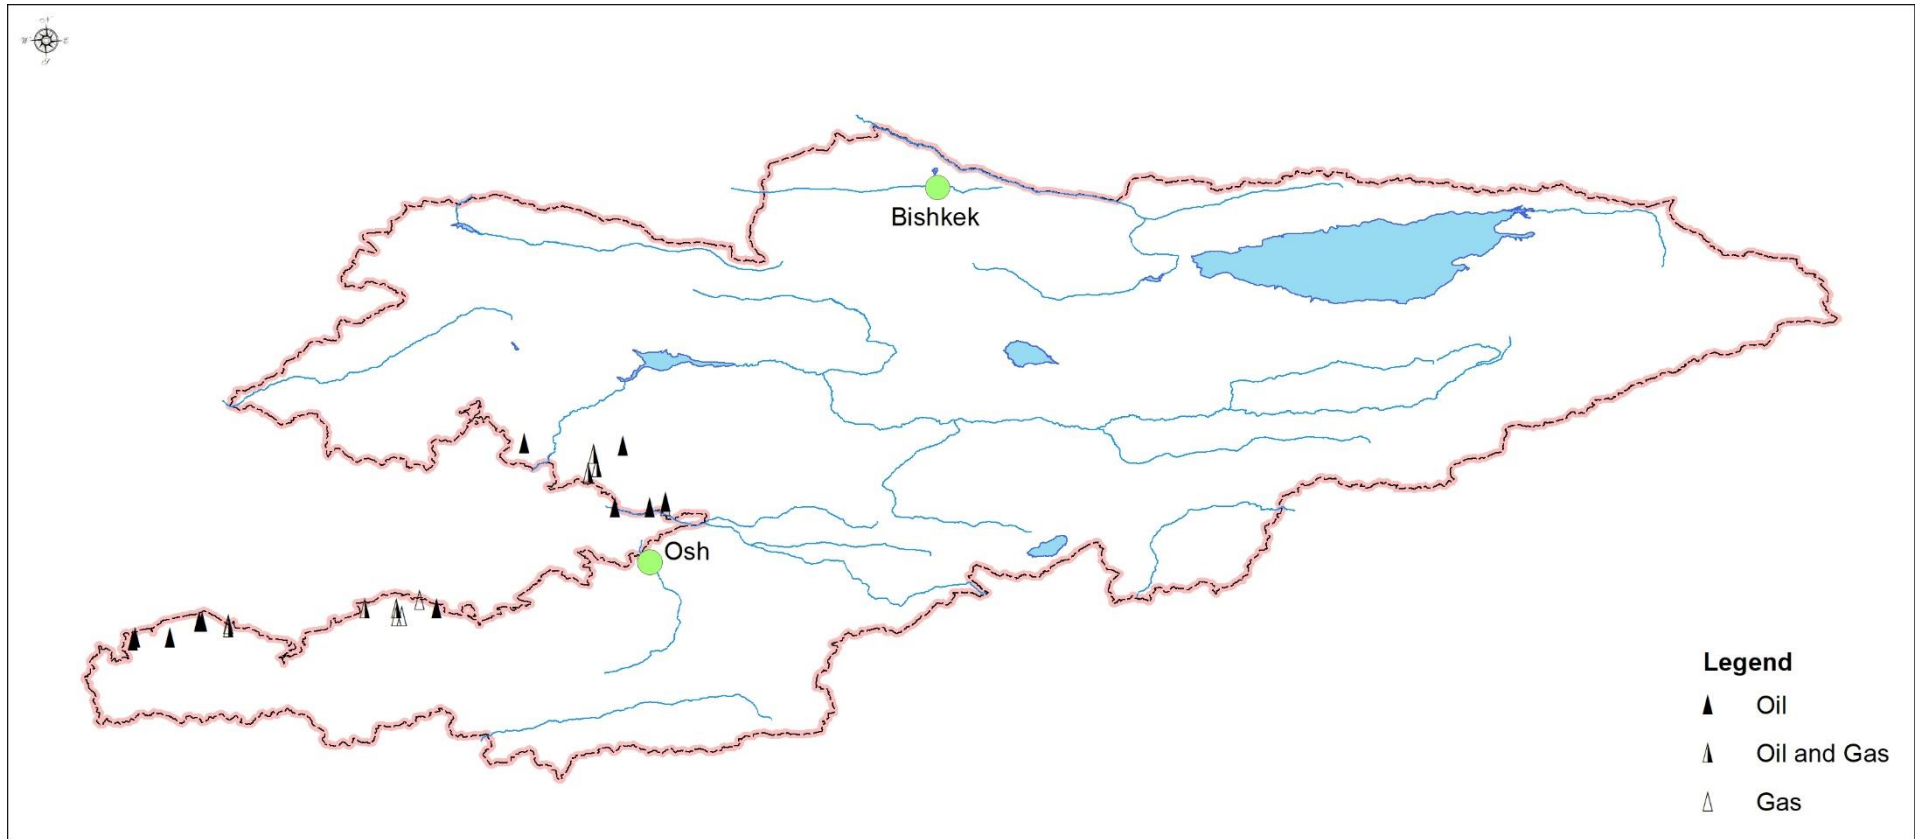 N
W E
S
Bishkek
Osh
Legend
Oil
Oil and Gas
Gas